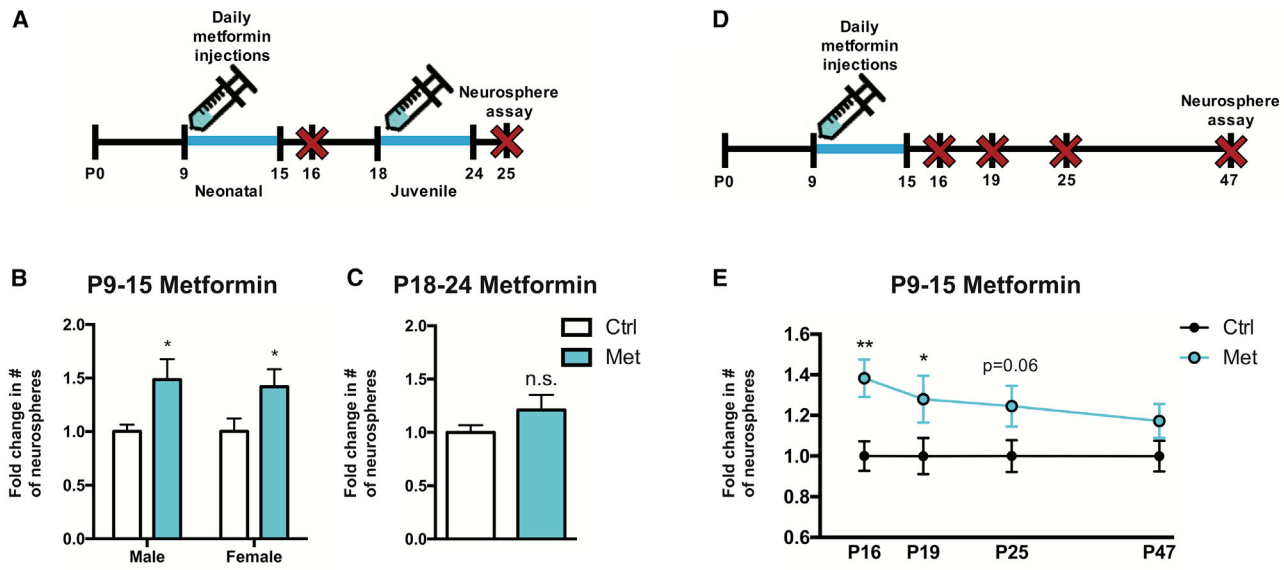 A
Daily
metformin
injections
Neurosphere
assay
P0
9
15
16
18
24
25
Neonatal
Juvenile
D
Daily
metformin
injections
Neurosphere
assay
P0
9
15
16
19
25
47
B
P9-15 Metformin
Fold change in #
of neurospheres
2.0
1.5
1.0
0.5
0.0
*
*
Male
Female
C
P18-24 Metformin
Fold change in #
of neurospheres
2.0
1.5
1.0
0.5
0.0
n.s.
Ctrl
Met
E
P9-15 Metformin
Fold change in #
of neurospheres
1.6
1.4
1.2
1.0
0.8
0.6
**
*
p=0.06
P16
P19
P25
P47
Ctrl
Met